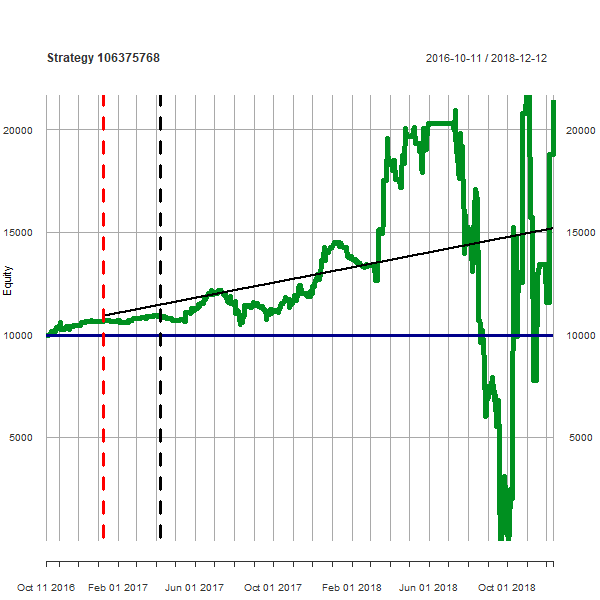 Strategy 106375768
2016-10-11 / 2018-12-12
20000
20000
15000
15000
Equity
10000
10000
5000
5000
Oct 11 2016
Feb 01 2017
Jun 01 2017
Oct 01 2017
Feb 01 2018
Jun 01 2018
Oct 01 2018